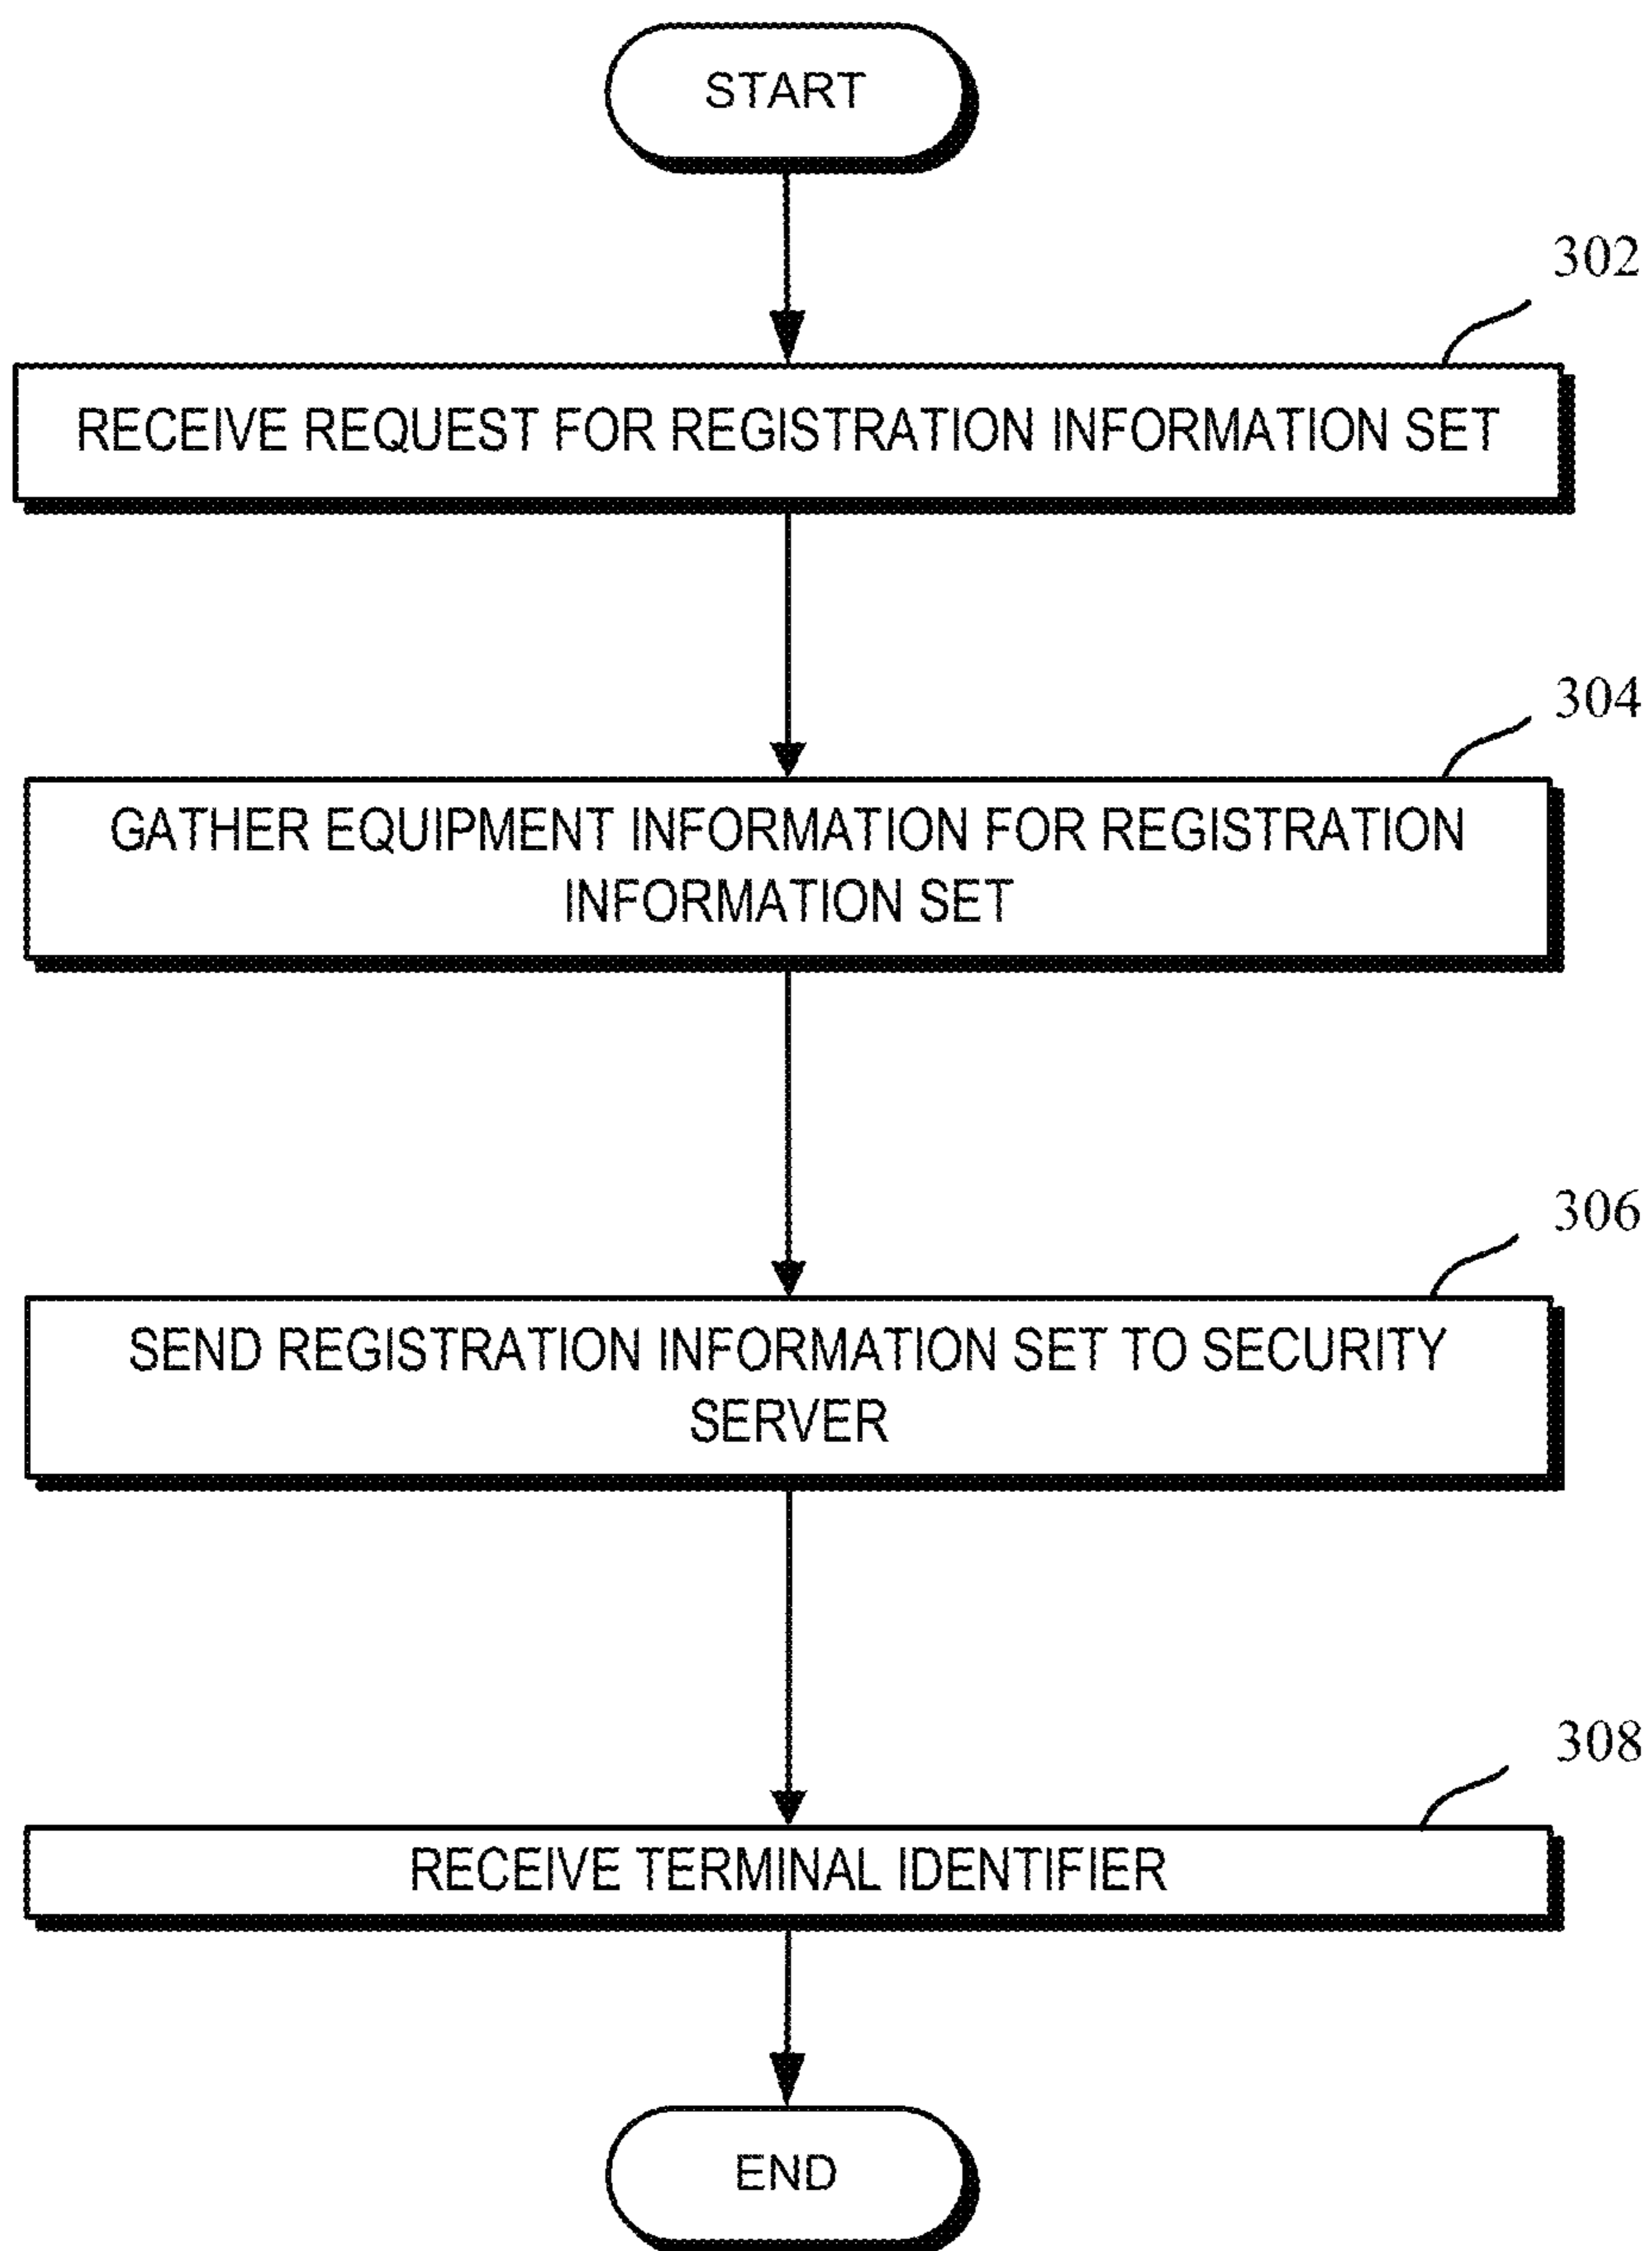 START
302
RECEIVE REQUEST FOR REGISTRATION INFORMATION SET
304
GATHER EQUIPMENT INFORMATION FOR REGISTRATION
INFORMATION SET
306
SEND REGISTRATION INFORMATION SET TO SECURITY
SERVER
308
RECEIVE TERMINAL IDENTIFIER
END